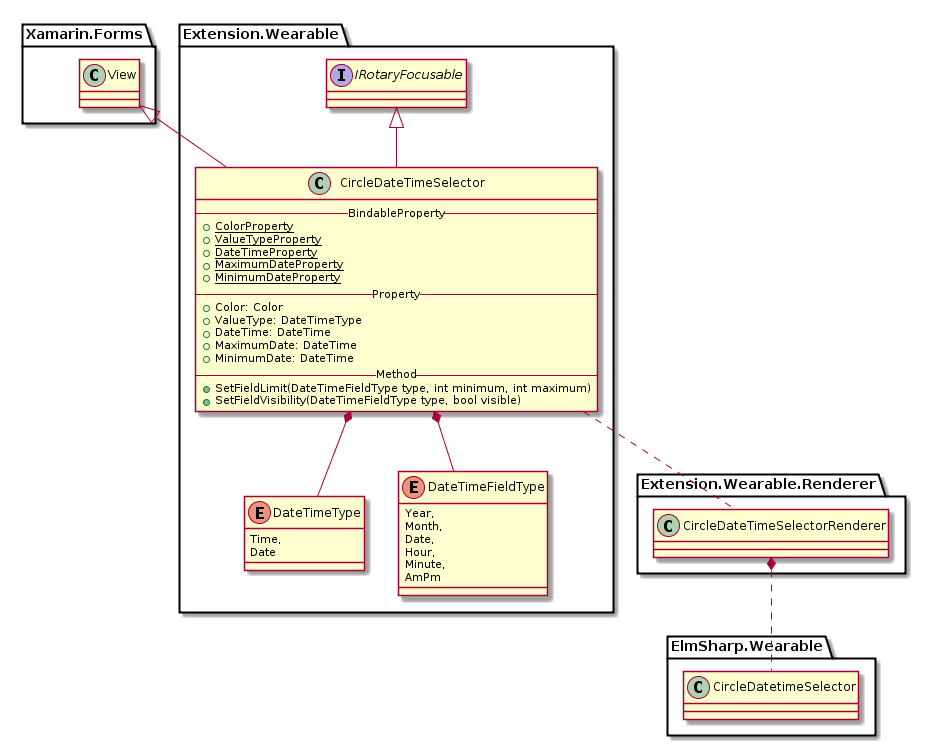 Xamarin.Forms
Extension.Wearable
C View
I IRotaryFocusable
C CircleDateTimeSelector
BindableProperty
ColorProperty
ValueTypeProperty
DateTimeProperty
MaximumDateProperty
MinimumDateProperty
Property
Color: Color
ValueType: DateTimeType
DateTime: DateTime
MaximumDate: DateTime
MinimumDate: DateTime
Method
SetFieldLimit(DateTimeFieldType type, int minimum, int maximum)
SetFieldVisibility(DateTimeFieldType type, bool visible)
E DateTimeType
Time,
Date
E DateTimeFieldType
Year,
Month,
Date,
Hour,
Minute,
AmPm
Extension.Wearable.Renderer
C CircleDateTimeSelectorRenderer
ElmSharp.Wearable
C CircleDatetimeSelector